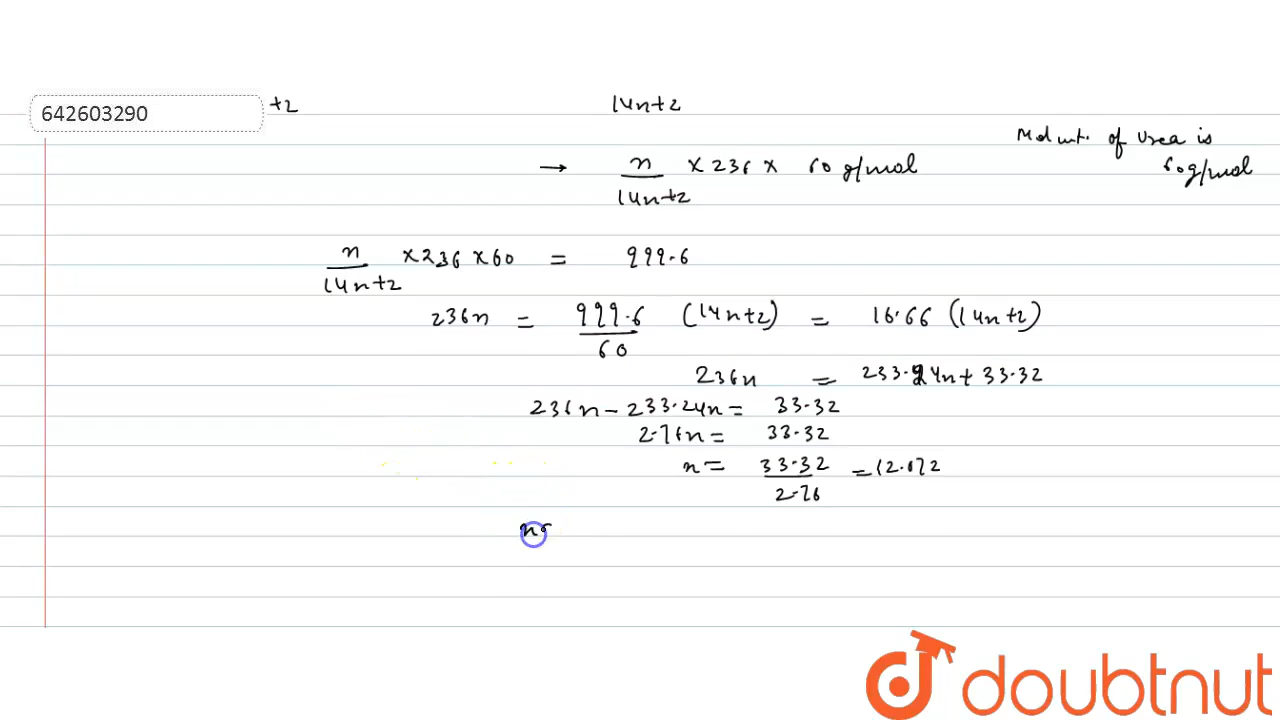 642603290 +2 14n+2
Mol wt. of Urea is
60g/mol
→ n/14n+2 × 236 × 60 g/mol
n/14n+2 ×236 ×60 = 999.6
236n = 999.6/60 (14n+2) = 16.66 (14n+2)
236n = 233.24n+ 33.32
236n - 233.24n = 33.32
2.76n = 33.32
n = 33.32/2.76 = 12.072
n
doubtnut